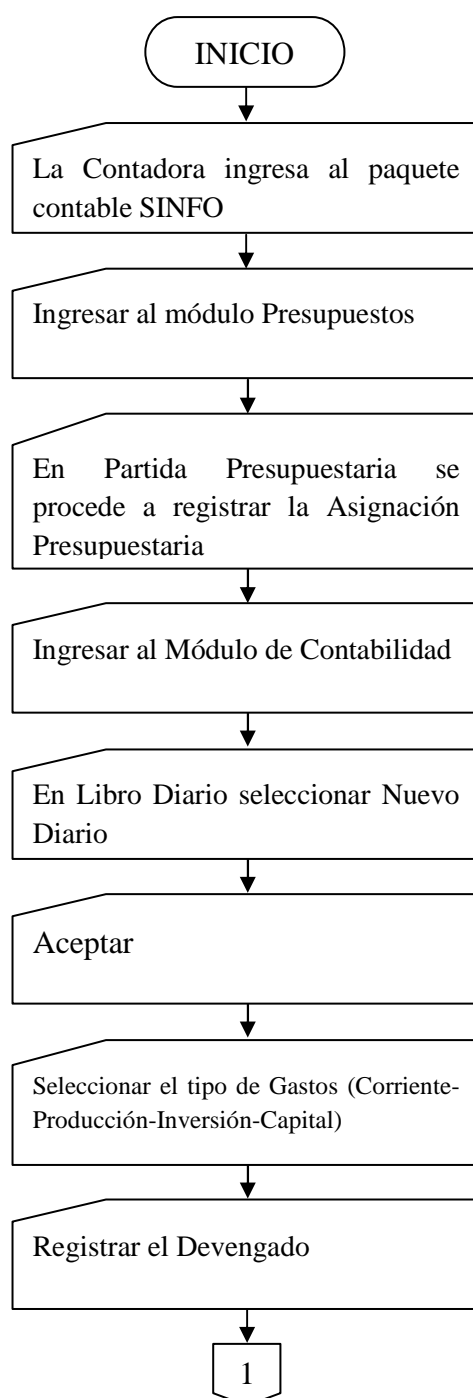 INICIO
La Contadora ingresa al paquete
contable SINFO
Ingresar al módulo Presupuestos
En Partida Presupuestaria se
procede a registrar la Asignación
Presupuestaria
Ingresar al Módulo de Contabilidad
En Libro Diario seleccionar Nuevo
Diario
Aceptar
Seleccionar el tipo de Gastos (Corriente-
Producción-Inversión-Capital)
Registrar el Devengado
1